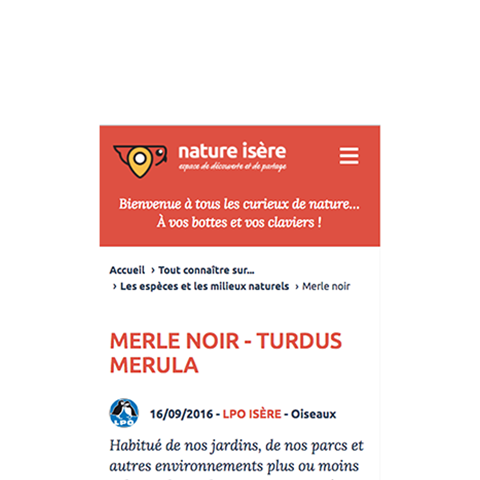 nature isère
espace de découverte et de partage
Bienvenue à tous les curieux de nature...
À vos bottes et vos claviers !
Accueil › Tout connaître sur...
› Les espèces et les milieux naturels › Merle noir
MERLE NOIR - TURDUS
MERULA
LPO
16/09/2016 - LPO ISÈRE - Oiseaux
Habitué de nos jardins, de nos parcs et
autres environnements plus ou moins